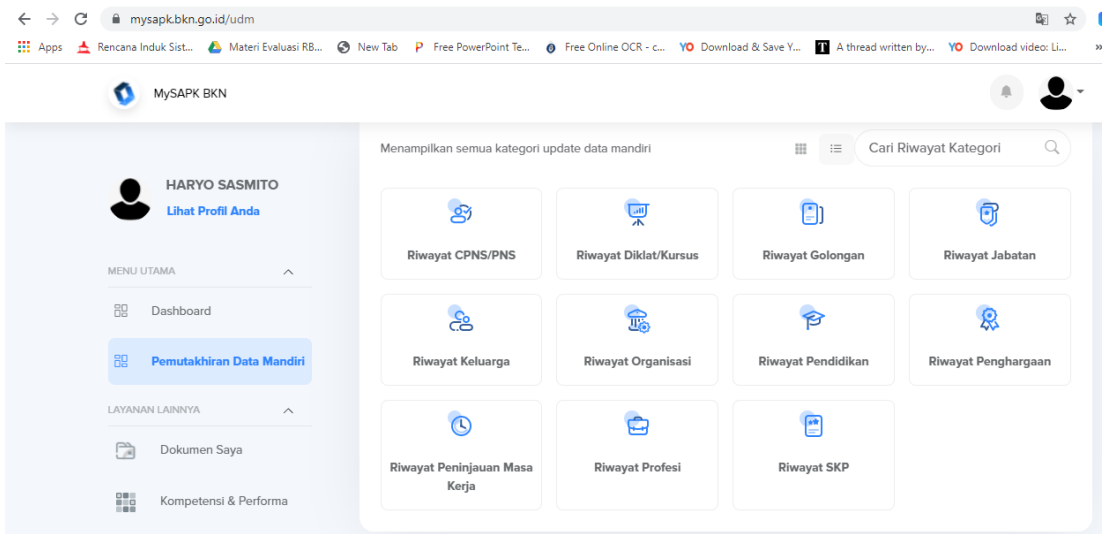 mysapk.bkn.go.id/udm
Apps Rencana Induk Sist... Materi Evaluasi RB... New Tab Free PowerPoint Te... Free Online OCR - c... YO Download & Save Y... T A thread written by... YO Download video: Li... »
MySAPK BKN
HARYO SASMITO
Lihat Profil Anda
MENU UTAMA
Dashboard
Pemutakhiran Data Mandiri
LAYANAN LAINNYA
Dokumen Saya
Kompetensi & Performa
Menampilkan semua kategori update data mandiri
Cari Riwayat Kategori
Riwayat CPNS/PNS
Riwayat Diklat/Kursus
Riwayat Golongan
Riwayat Jabatan
Riwayat Keluarga
Riwayat Organisasi
Riwayat Pendidikan
Riwayat Penghargaan
Riwayat Peninjauan Masa
Kerja
Riwayat Profesi
Riwayat SKP